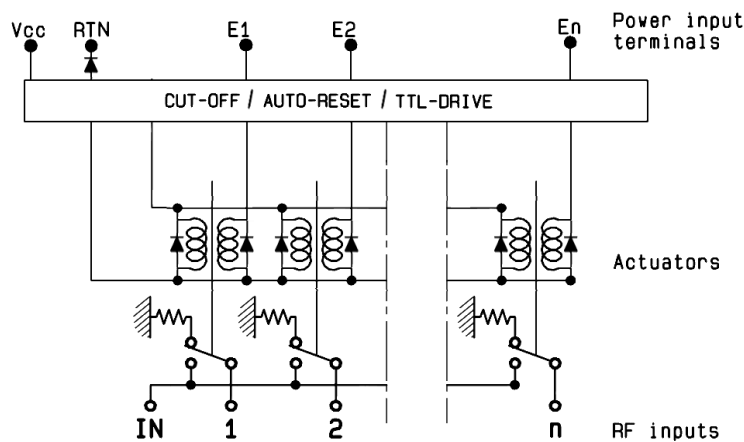 Vcc RTN E1 E2 En Power input
terminals
CUT-OFF / AUTO-RESET / TTL-DRIVE
Actuators
IN 1 2 n RF inputs